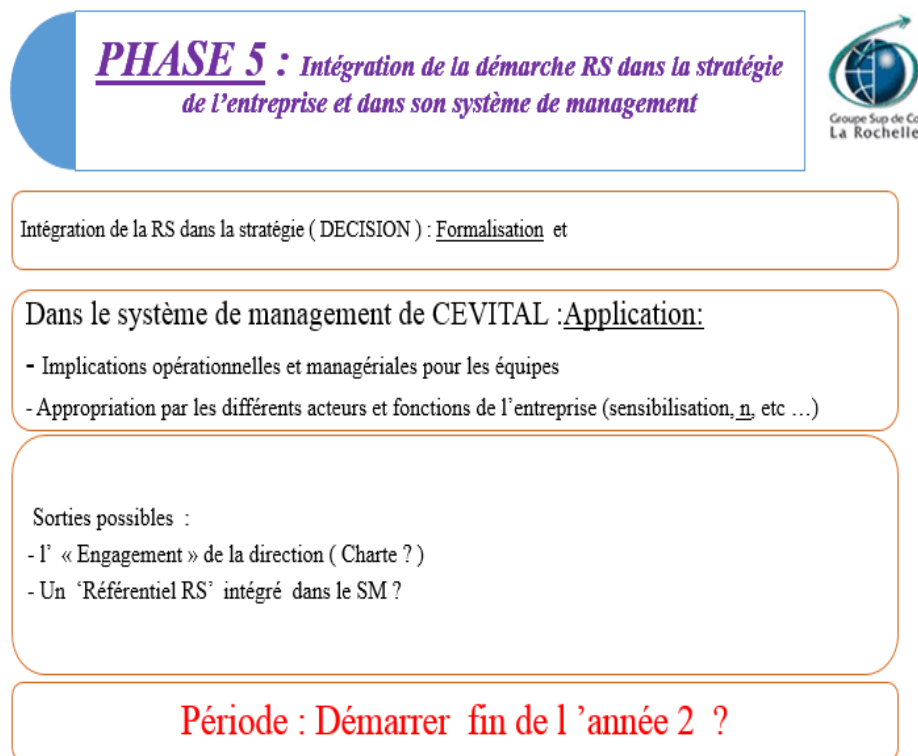 PHASE 5 : Intégration de la démarche RS dans la stratégie
de l'entreprise et dans son système de management
Groupe Sup de Co
La Rochelle
Intégration de la RS dans la stratégie ( DECISION ) : Formalisation et
Dans le système de management de CEVITAL :Application:
- Implications opérationnelles et managériales pour les équipes
- Appropriation par les différents acteurs et fonctions de l'entreprise (sensibilisation, n, etc …)
Sorties possibles :
- l' « Engagement » de la direction ( Charte ? )
- Un ‘Référentiel RS’ intégré dans le SM ?
Période : Démarrer fin de l ’année 2 ?